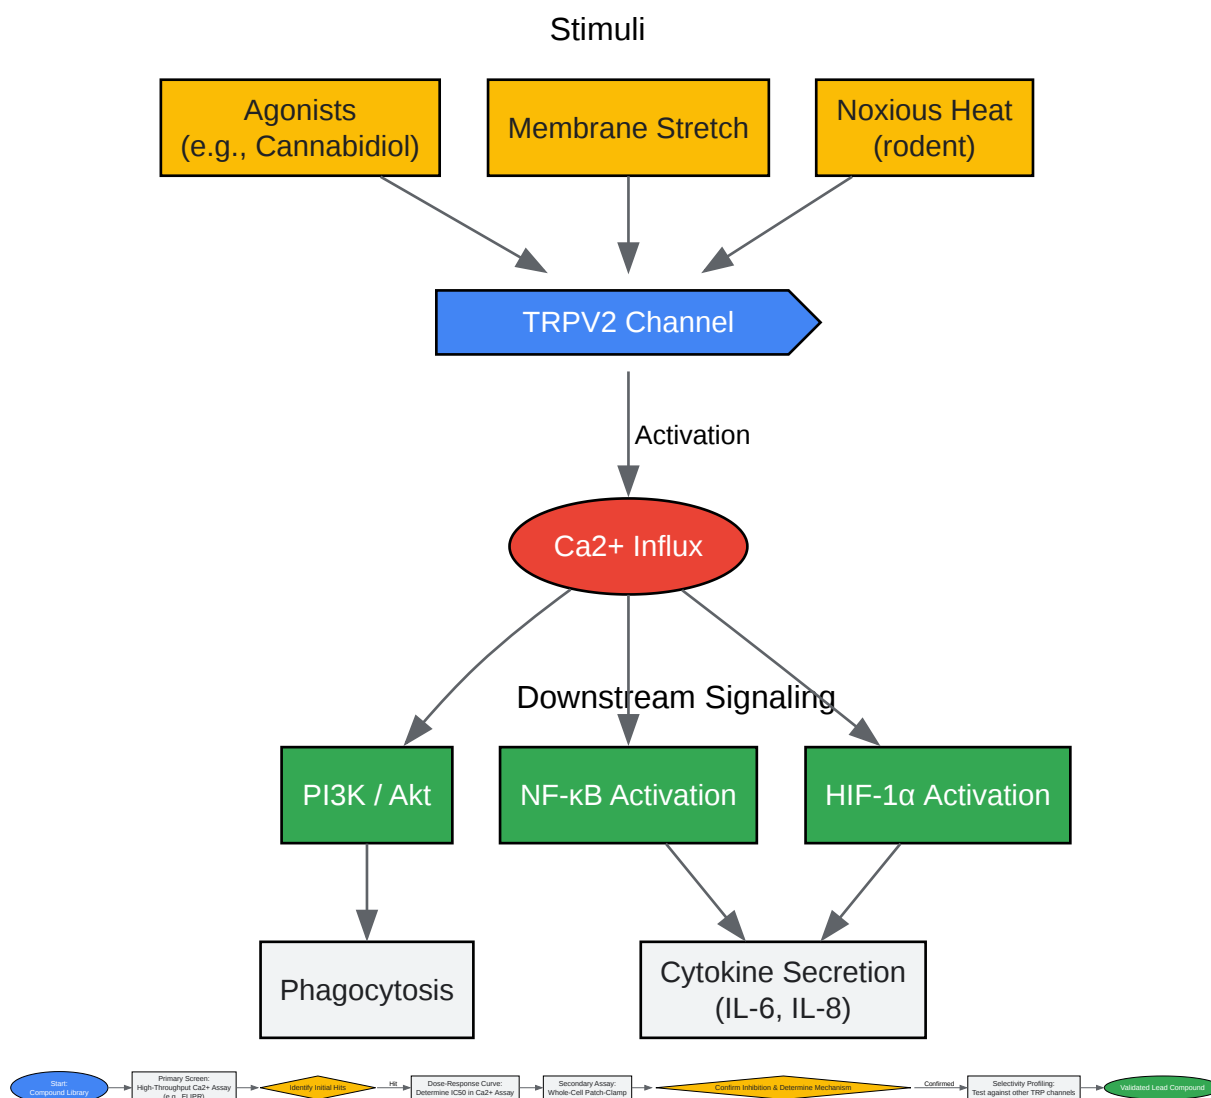 Stimuli
Agonists
(e.g., Cannabidiol)
Membrane Stretch
Noxious Heat
(rodent)
TRPV2 Channel
Activation
Ca2+ Influx
Downstream Signaling
PI3K / Akt
NF-κB Activation
HIF-1α Activation
Phagocytosis
Cytokine Secretion
(IL-6, IL-8)
Start:
Compound Library
Primary Screen:
High-Throughput Ca2+ Assay
(e.g., FLIPR)
Identify Initial Hits
Hit
Dose-Response Curve:
Determine IC50 in Ca2+ Assay
Secondary Assay:
Whole-Cell Patch-Clamp
Confirm Inhibition & Determine Mechanism
Confirmed
Selectivity Profiling:
Test against other TRP channels
Validated Lead Compound